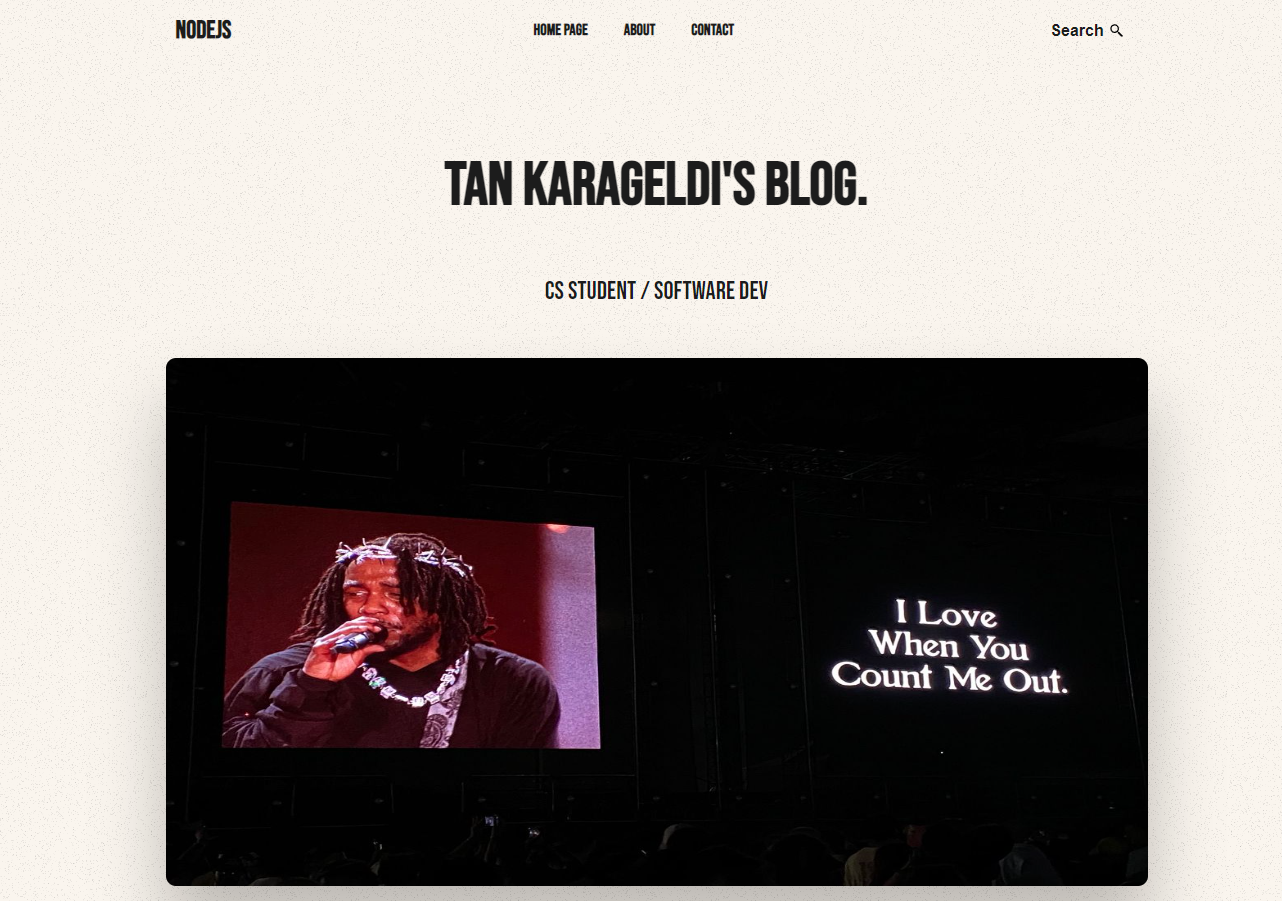 NODEJS
HOME PAGE
ABOUT
CONTACT
Search
TAN KARAGELDI'S BLOG.
CS STUDENT / SOFTWARE DEV
I Love
When You
Count Me Out.